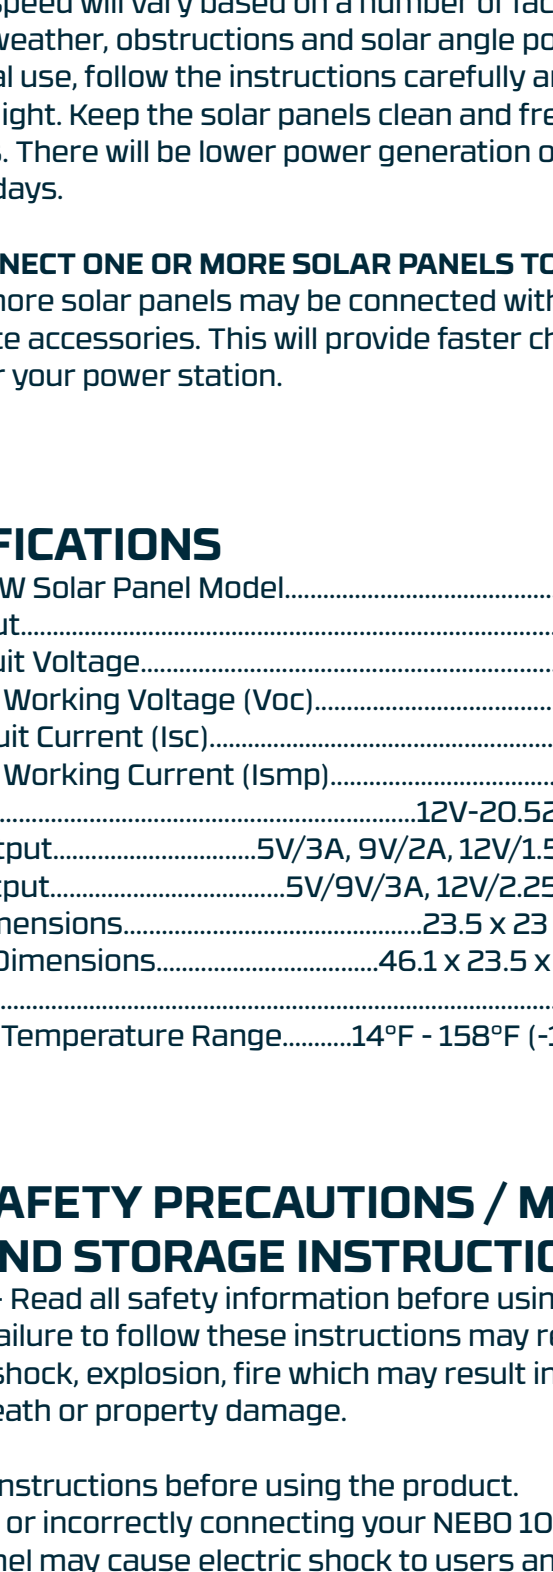 speed will vary based on a number of fac
weather, obstructions and solar angle po
al use, follow the instructions carefully ar
ight. Keep the solar panels clean and fre
s. There will be lower power generation o
days.
NNECT ONE OR MORE SOLAR PANELS TO
more solar panels may be connected with
te accessories. This will provide faster ch
r your power station.
FICATIONS
W Solar Panel Model..............................................
ut..............................................................................................
uit Voltage........................................................................
Working Voltage (Voc)........................................
uit Current (Isc)............................................................
Working Current (Ismp)......................................
........................................................................12V-20.52
tput....................................5V/3A, 9V/2A, 12V/1.5
tput.........................................5V/9V/3A, 12V/2.25
mensions....................................................23.5 x 23
Dimensions.......................................46.1 x 23.5 x
................................................................................................
Temperature Range...........14°F - 158°F (-1
AFETY PRECAUTIONS / M
ND STORAGE INSTRUCTIO
- Read all safety information before usin
ailure to follow these instructions may re
shock, explosion, fire which may result in
eath or property damage.
nstructions before using the product.
or incorrectly connecting your NEBO 10
nel may cause electric shock to users an